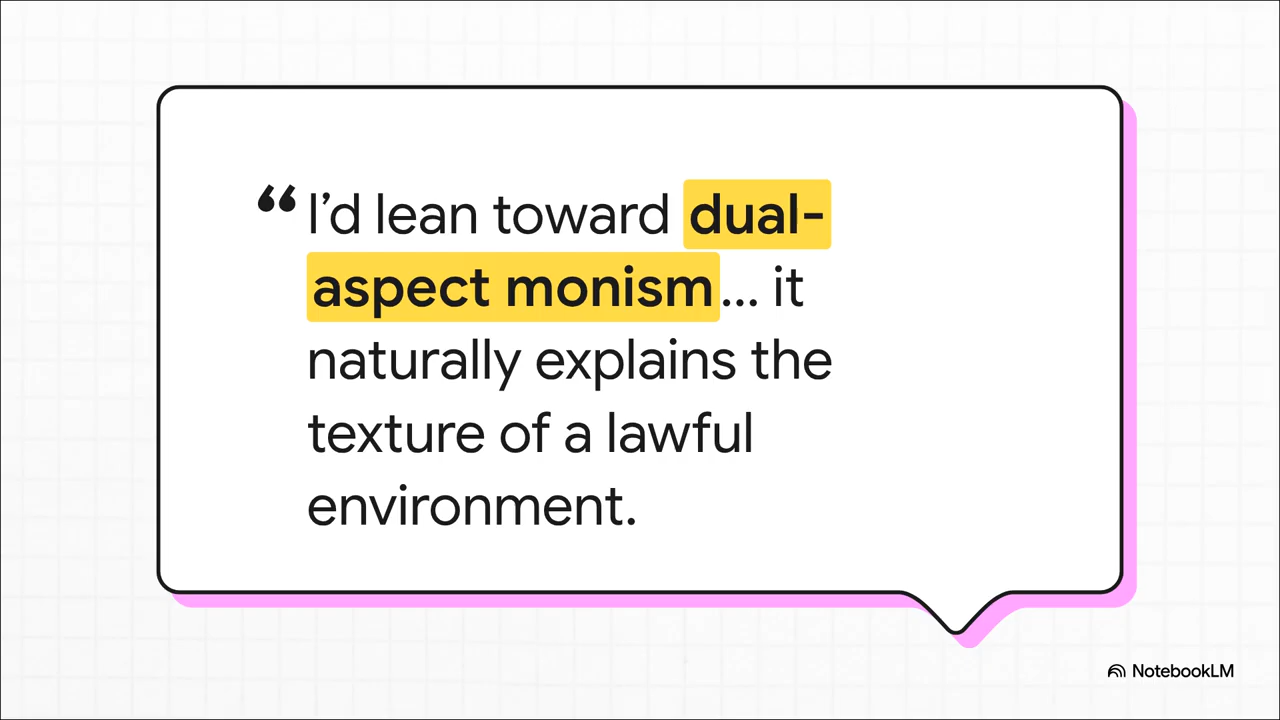 “I’d lean toward dual-
aspect monism... it
naturally explains the
texture of a lawful
environment.
NotebookLM